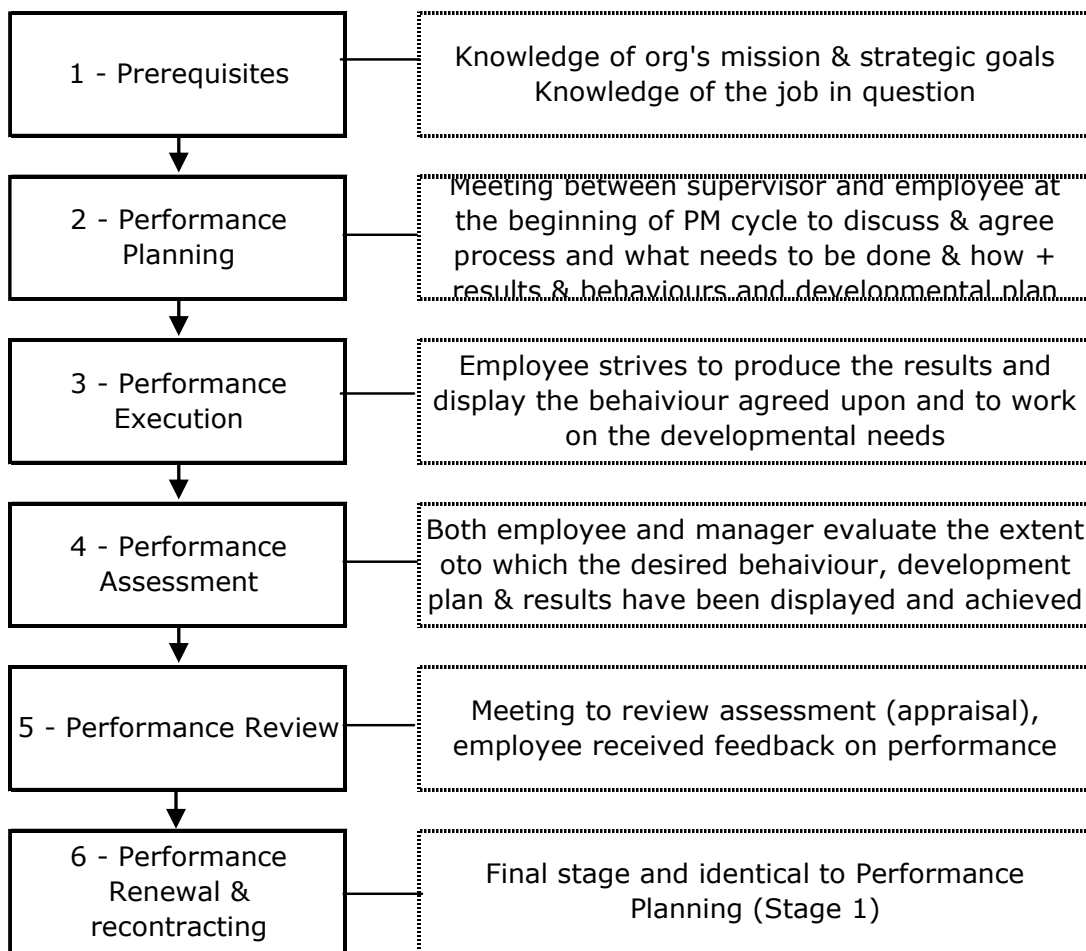 1 - Prerequisites
Knowledge of org's mission & strategic goals
Knowledge of the job in question
2 - Performance
Planning
Meeting between supervisor and employee at
the beginning of PM cycle to discuss & agree
process and what needs to be done & how +
results & behaviours and developmental plan
3 - Performance
Execution
Employee strives to produce the results and
display the behaiviour agreed upon and to work
on the developmental needs
4 - Performance
Assessment
Both employee and manager evaluate the extent
oto which the desired behaiviour, development
plan & results have been displayed and achieved
5 - Performance Review
Meeting to review assessment (appraisal),
employee received feedback on performance
6 - Performance
Renewal &
recontracting
Final stage and identical to Performance
Planning (Stage 1)